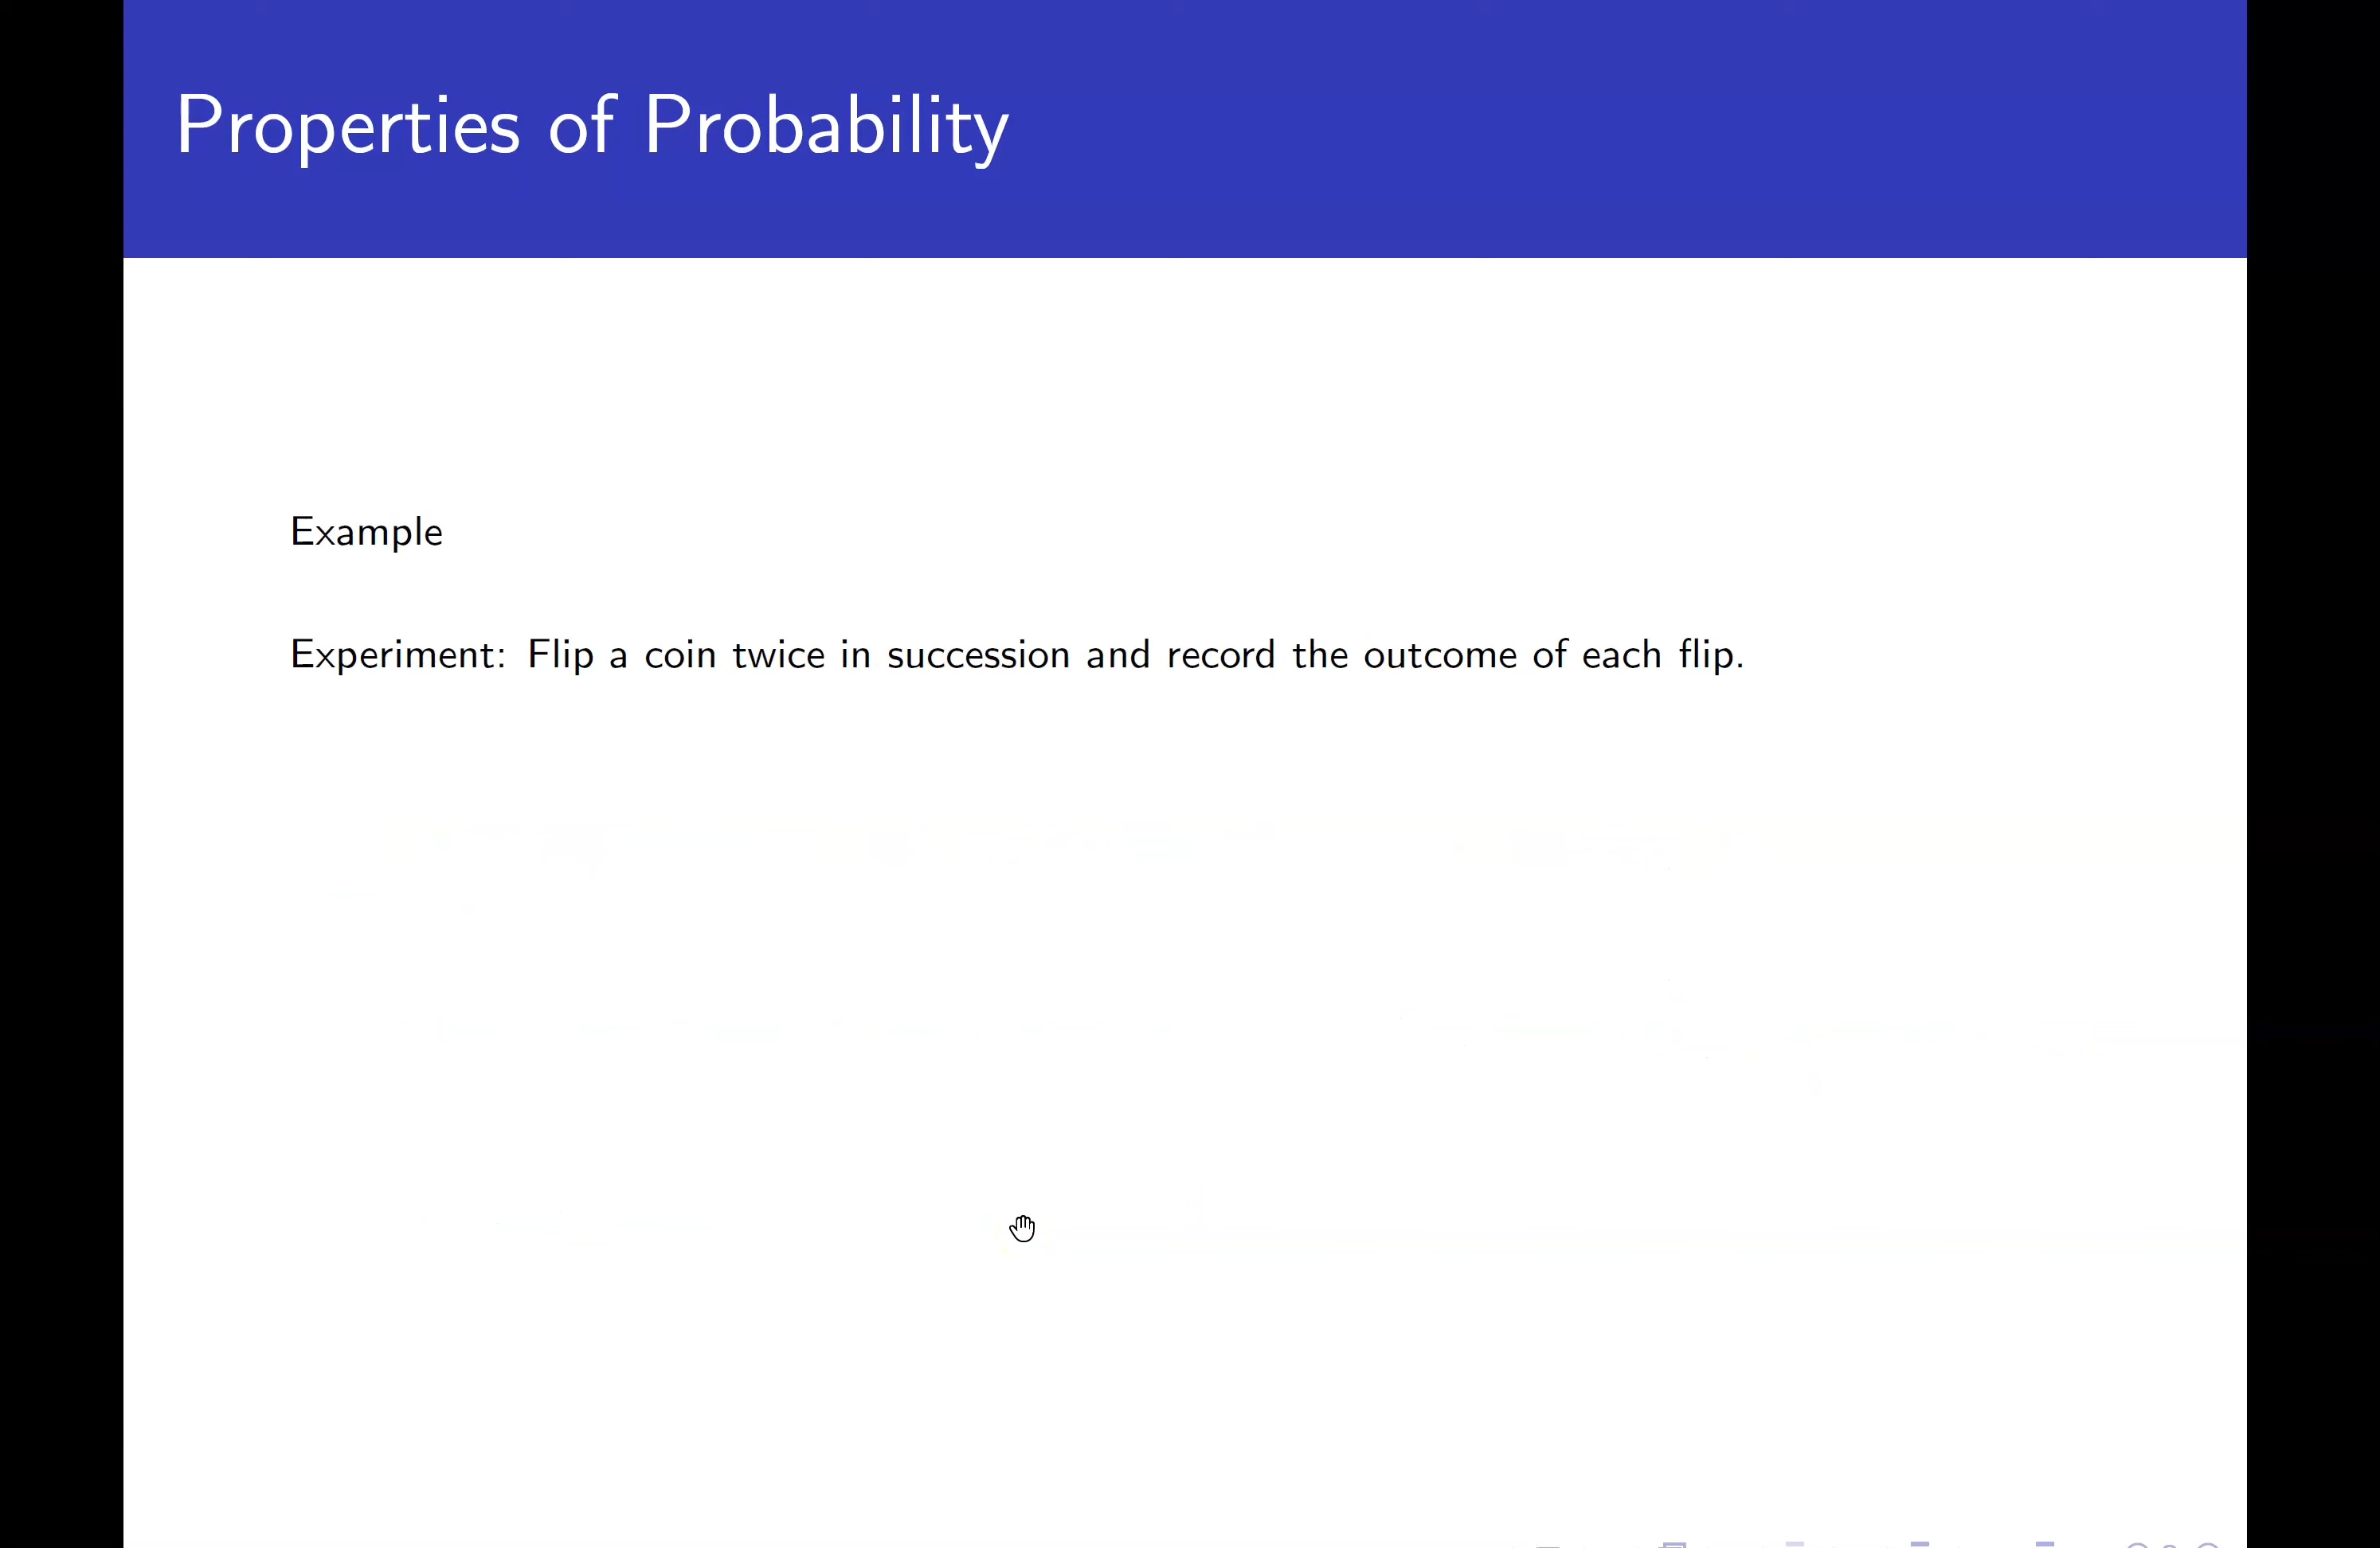 Properties of Probability
Example
Experiment: Flip a coin twice in succession and record the outcome of each flip.